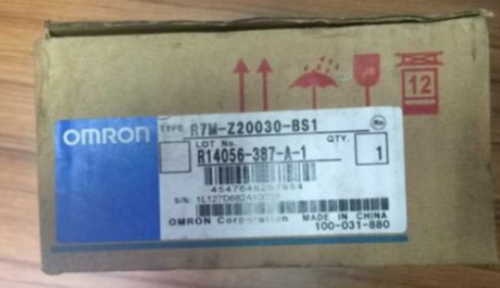 12
OMRON
TYPE R7M-Z20030-BS1
LOT No. QTY.
R14056-387-A-1 1
S/N:
OMRON Corporation MADE IN CHINA
100-031-880